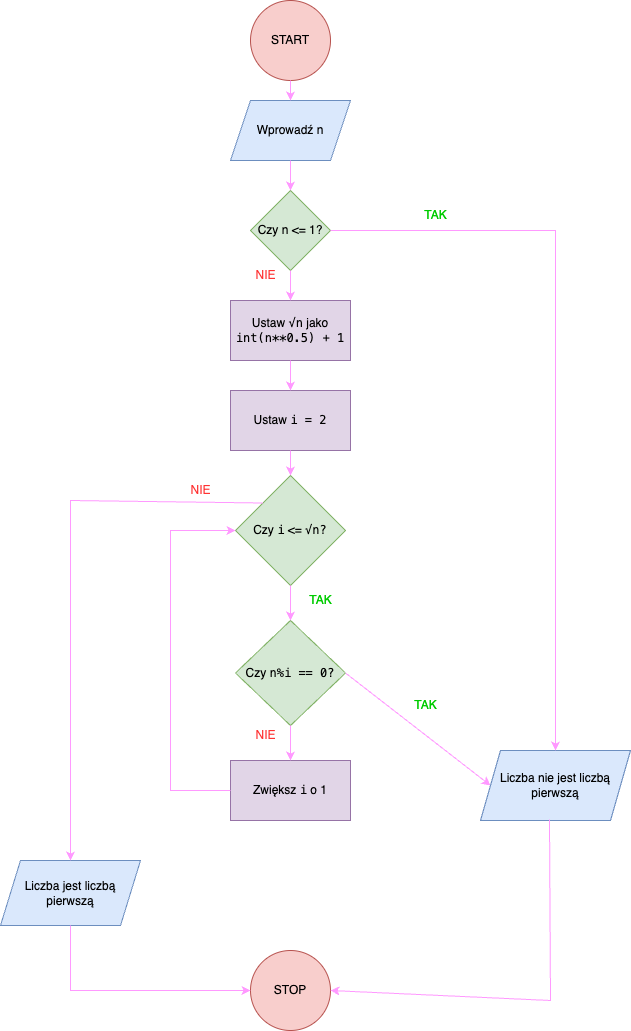 START
Wprowadź n
Czy n <= 1?
TAK
NIE
Ustaw √n jako
int(n**0.5) + 1
Ustaw i = 2
NIE
Czy i <= √n?
TAK
Czy n%i == 0?
TAK
NIE
Zwiększ i o 1
Liczba nie jest liczbą
pierwszą
Liczba jest liczbą
pierwszą
STOP